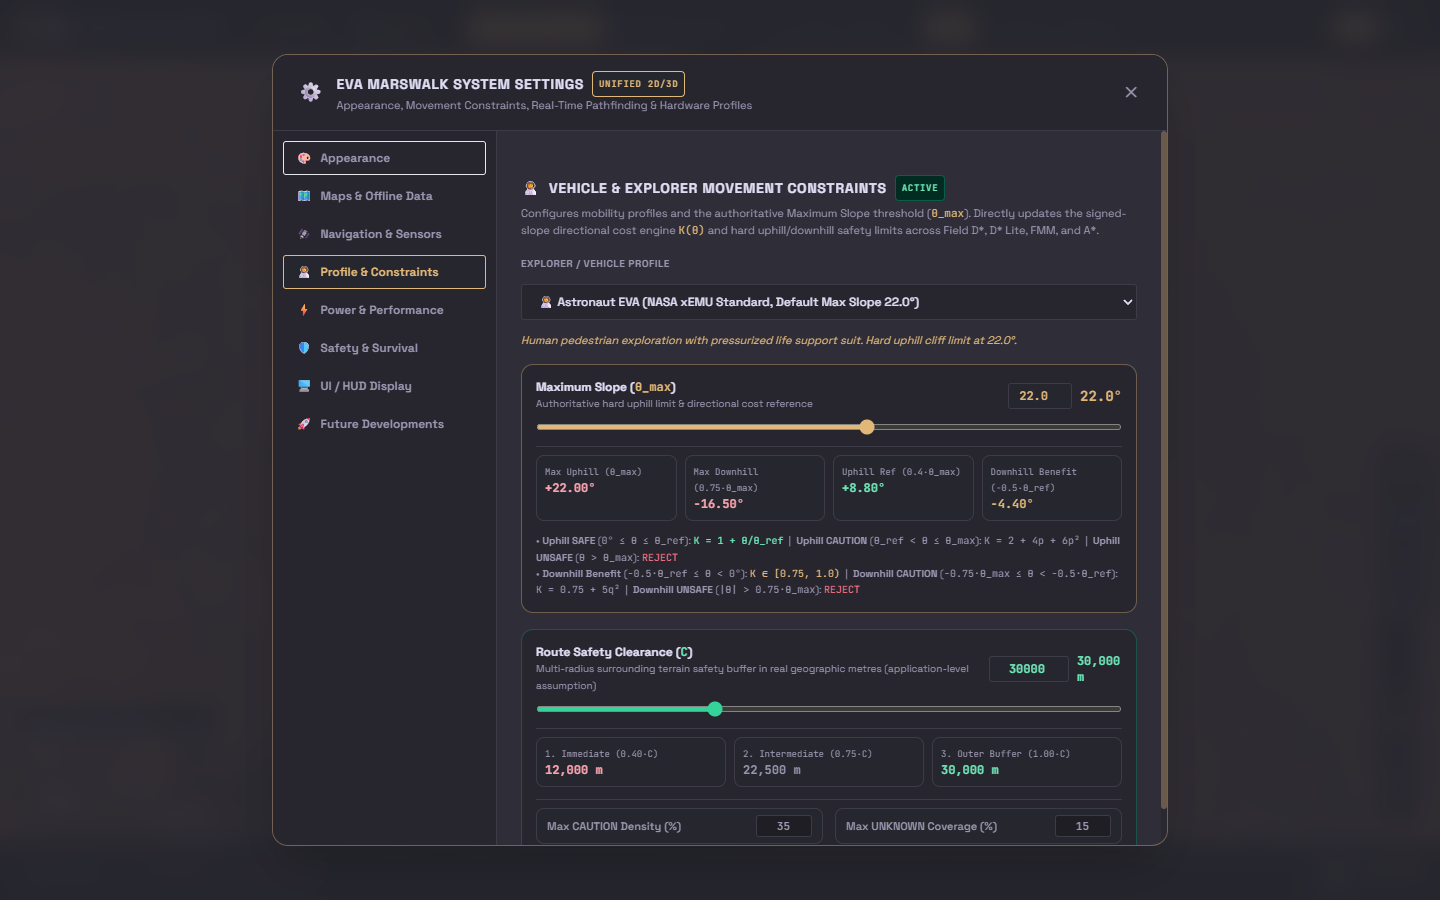 EVA MARSWALK SYSTEM SETTINGS UNIFIED 2D/3D
Appearance, Movement Constraints, Real-Time Pathfinding & Hardware Profiles
Appearance
Maps & Offline Data
Navigation & Sensors
Profile & Constraints
Power & Performance
Safety & Survival
UI / HUD Display
Future Developments
VEHICLE & EXPLORER MOVEMENT CONSTRAINTS ACTIVE
Configures mobility profiles and the authoritative Maximum Slope threshold (θ_max). Directly updates the signed-
slope directional cost engine K(θ) and hard uphill/downhill safety limits across Field D*, D* Lite, FMM, and A*.
EXPLORER / VEHICLE PROFILE
Astronaut EVA (NASA xEMU Standard, Default Max Slope 22.0°)
Human pedestrian exploration with pressurized life support suit. Hard uphill cliff limit at 22.0°.
Maximum Slope (θ_max)
Authoritative hard uphill limit & directional cost reference
22.0 22.0°
Max Uphill (θ_max)
+22.00°
Max Downhill
(0.75·θ_max)
-16.50°
Uphill Ref (0.4·θ_max)
+8.80°
Downhill Benefit
(-0.5·θ_ref)
-4.40°
• Uphill SAFE (0° ≤ θ ≤ θ_ref): K = 1 + θ/θ_ref | Uphill CAUTION (θ_ref < θ ≤ θ_max): K = 2 + 4p + 6p² | Uphill
UNSAFE (θ > θ_max): REJECT
• Downhill Benefit (-0.5·θ_ref ≤ θ < 0°): K ∈ [0.75, 1.0) | Downhill CAUTION (-0.75·θ_max ≤ θ < -0.5·θ_ref):
K = 0.75 + 5q² | Downhill UNSAFE (|θ| > 0.75·θ_max): REJECT
Route Safety Clearance (C)
Multi-radius surrounding terrain safety buffer in real geographic metres (application-level
assumption)
30000
30,000
m
1. Immediate (0.40·C)
12,000 m
2. Intermediate (0.75·C)
22,500 m
3. Outer Buffer (1.00·C)
30,000 m
Max CAUTION Density (%) 35
Max UNKNOWN Coverage (%) 15